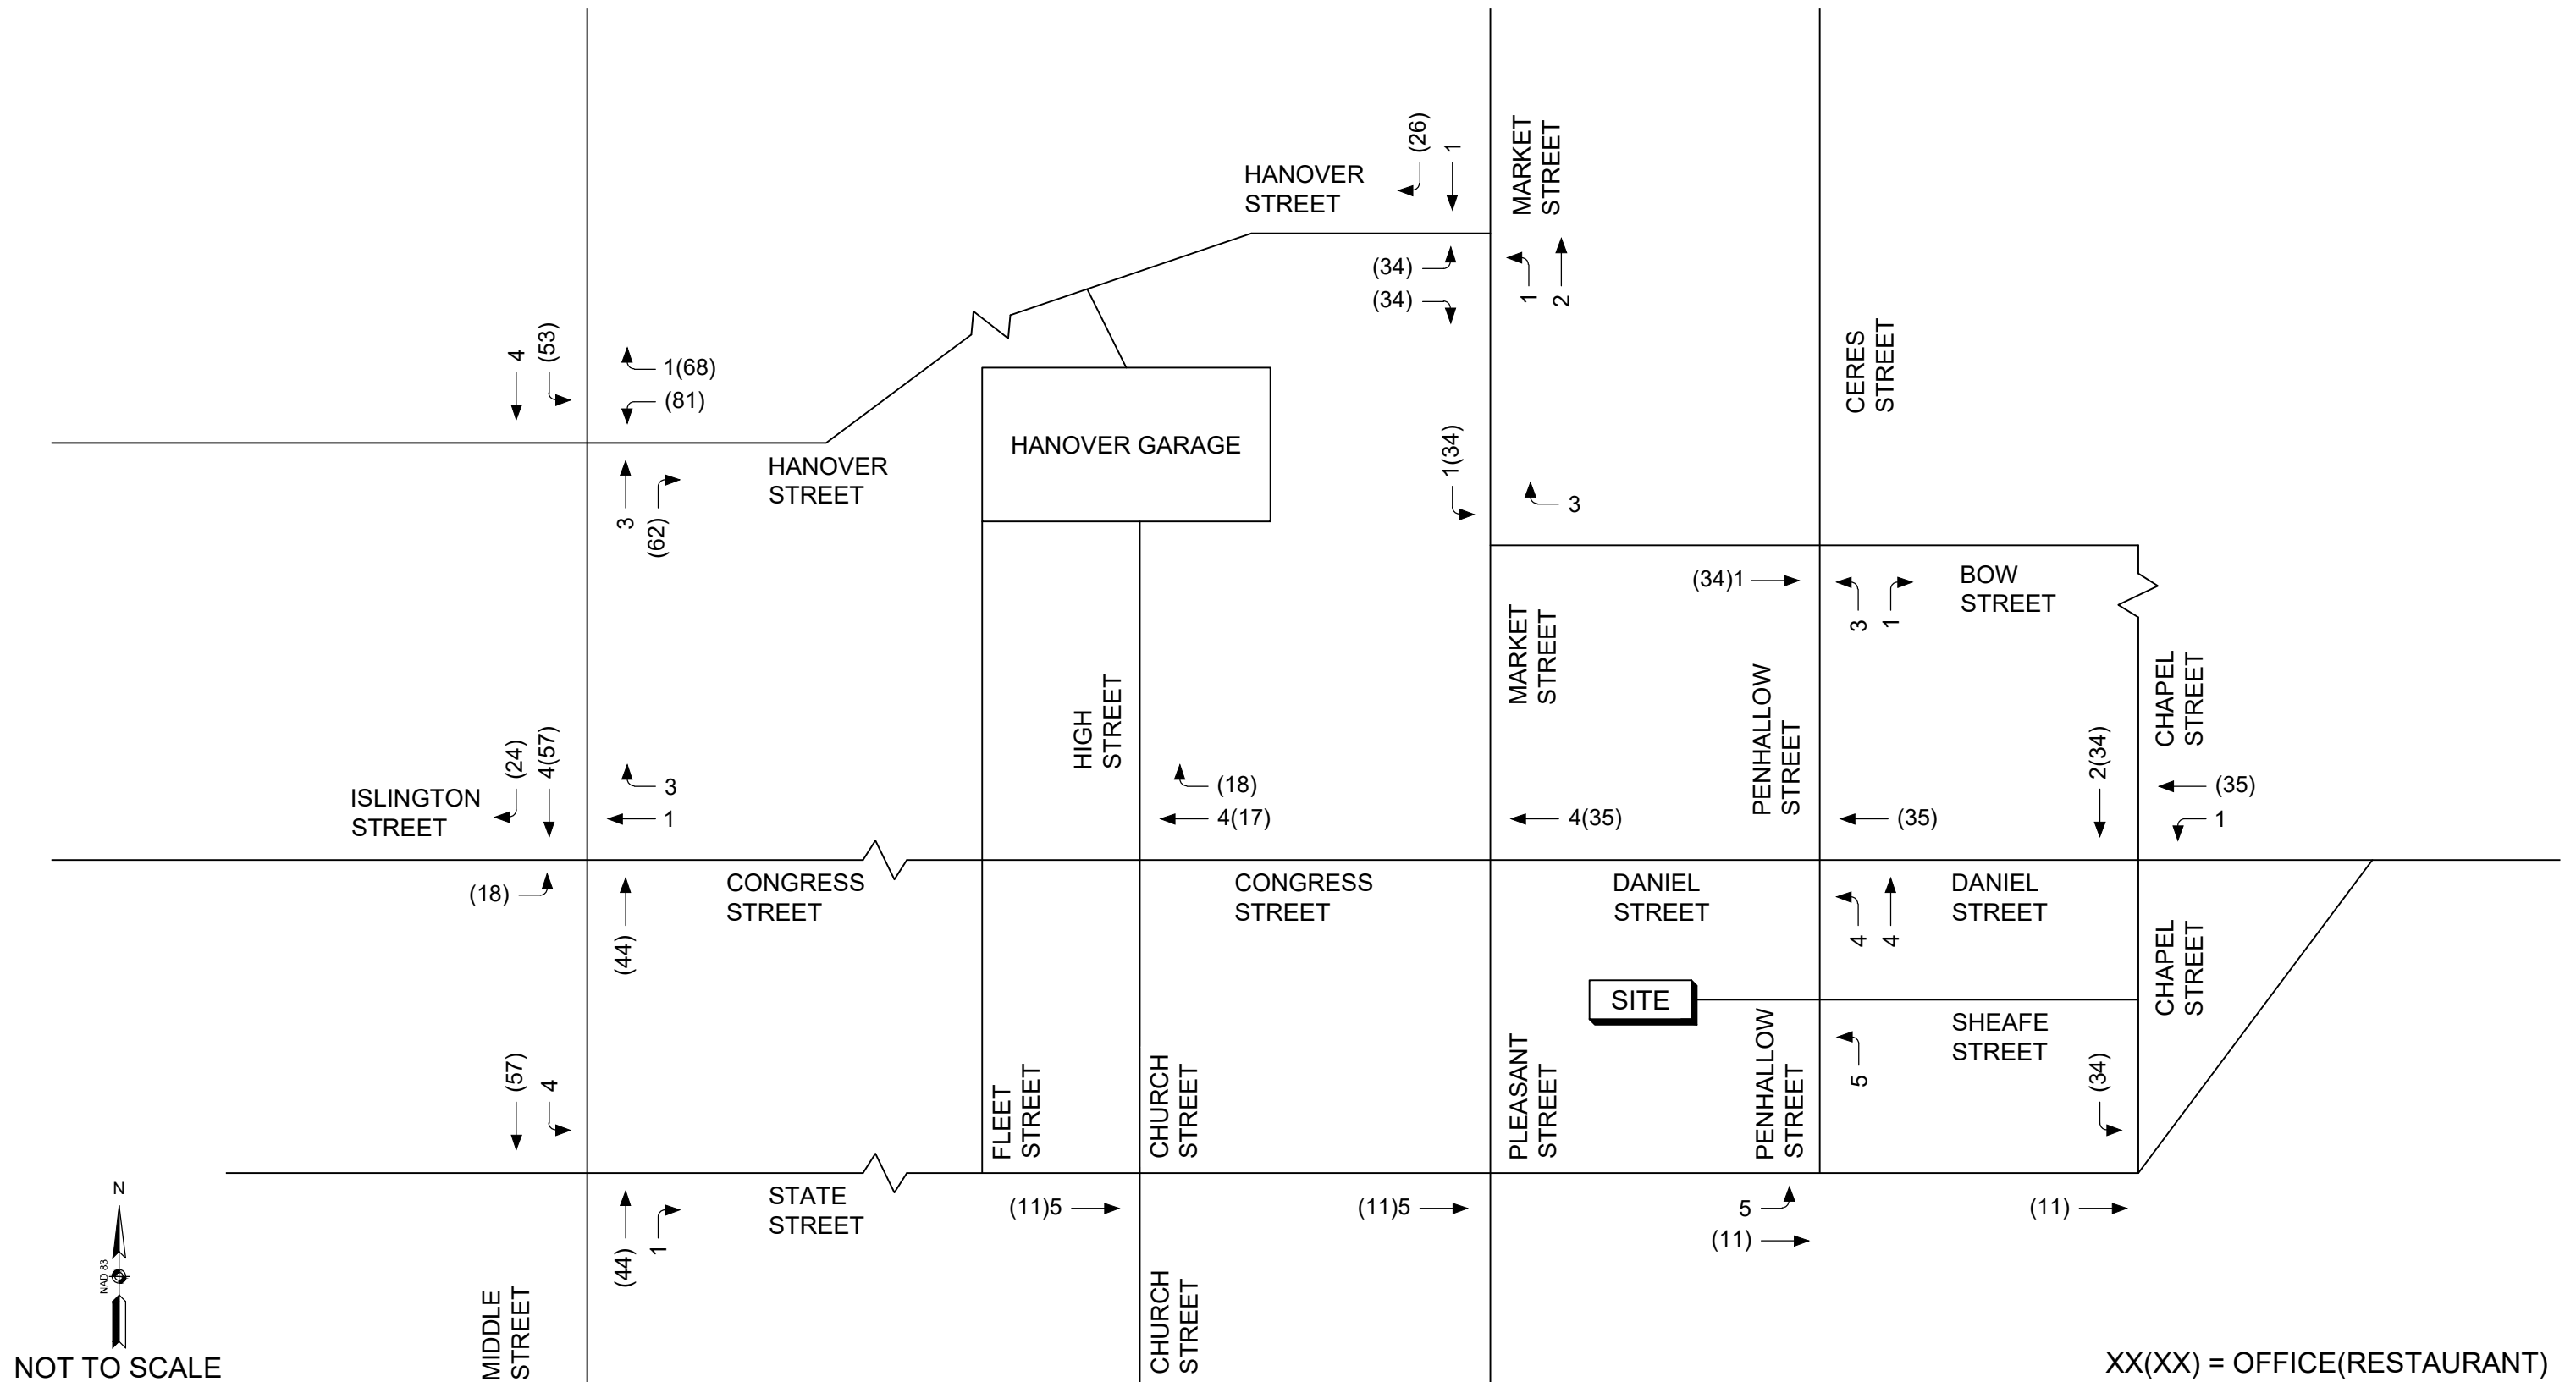 (26)
1
MARKET
STREET
HANOVER
STREET
(34)
(34)
1
2
4
(53)
1(68)
(81)
CERES
STREET
HANOVER GARAGE
HANOVER
STREET
3
(62)
1(34)
3
(34)1
3
1
BOW
STREET
MARKET
STREET
PENHALLOW
STREET
CHAPEL
STREET
HIGH
STREET
ISLINGTON
STREET
(24)
4(57)
3
1
(18)
4(17)
4(35)
(35)
2(34)
(35)
1
(18)
(44)
CONGRESS
STREET
CONGRESS
STREET
DANIEL
STREET
4
4
DANIEL
STREET
CHAPEL
STREET
SITE
SHEAFE
STREET
5
(34)
(57)
4
FLEET
STREET
CHURCH
STREET
PLEASANT
STREET
PENHALLOW
STREET
(44)
1
STATE
STREET
(11)5
(11)5
5
(11)
(11)
N
NAD 83
NOT TO SCALE
MIDDLE
STREET
CHURCH
STREET
XX(XX) = OFFICE(RESTAURANT)